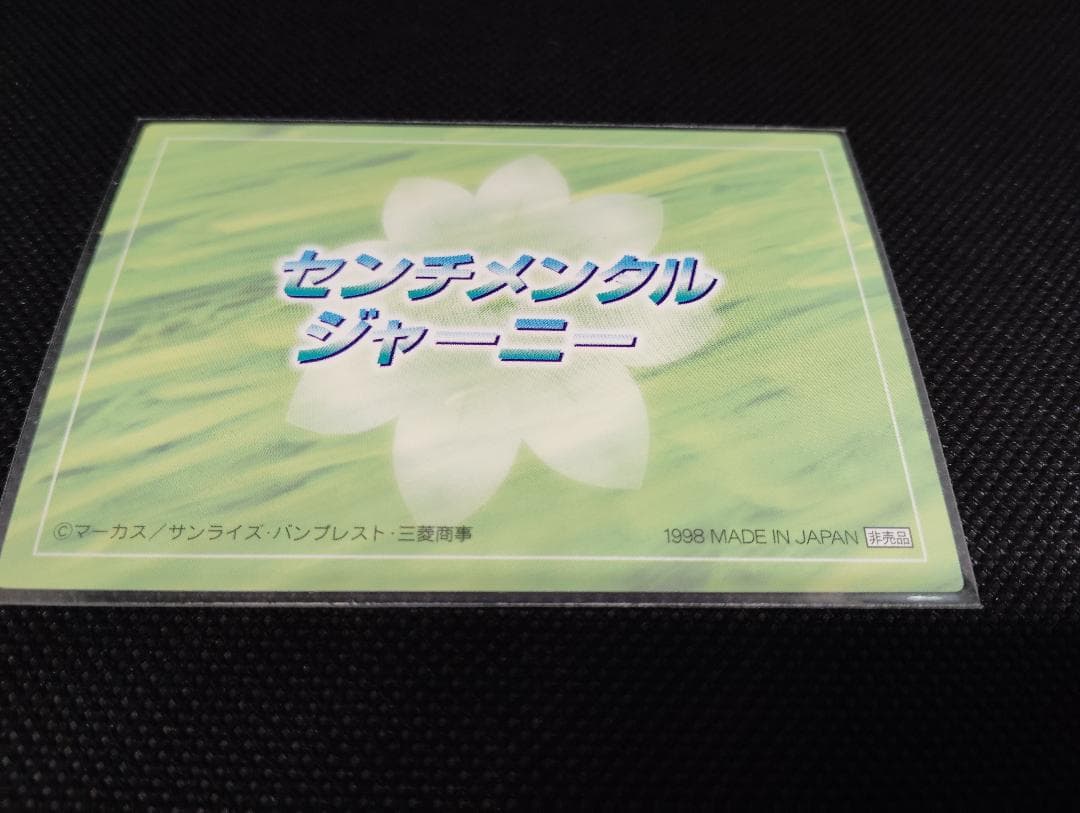 センチメンタル
ジャーニー
©マーカス／サンライズ・バンプレスト・三菱商事
1998 MADE IN JAPAN 非売品